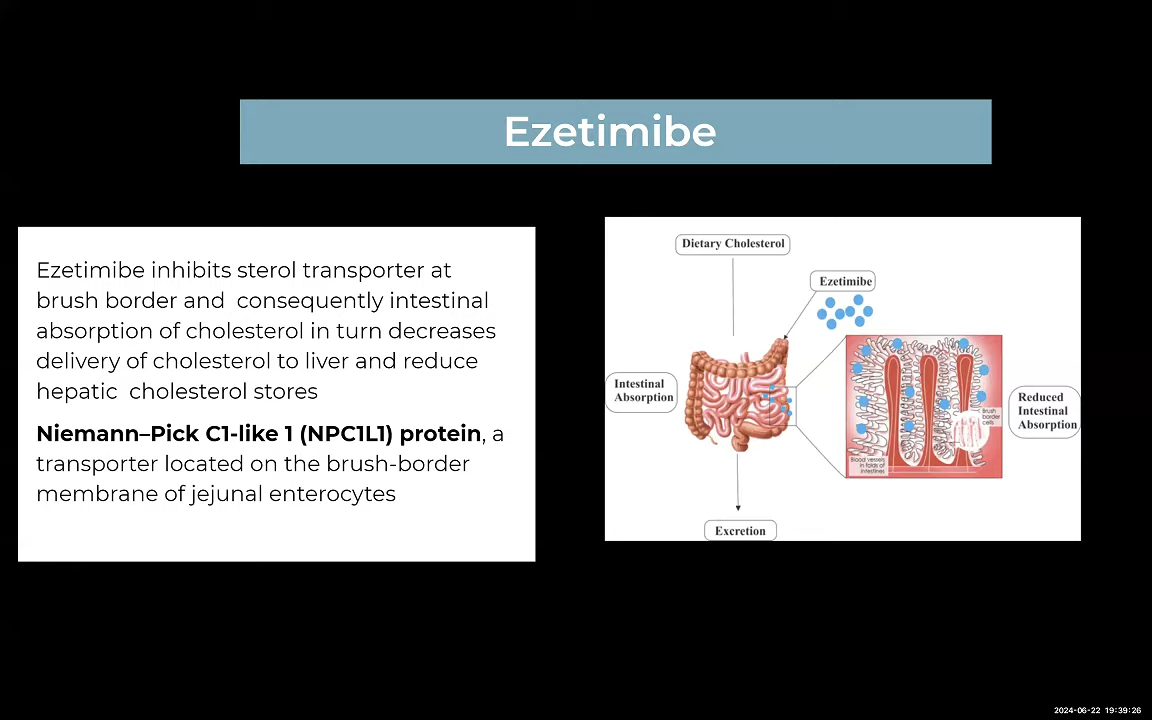 Ezetimibe
Ezetimibe inhibits sterol transporter at
brush border and  consequently intestinal
absorption of cholesterol in turn decreases
delivery of cholesterol to liver and reduce
hepatic  cholesterol stores
Niemann–Pick C1-like 1 (NPC1L1) protein, a
transporter located on the brush-border
membrane of jejunal enterocytes
Dietary Cholesterol
Ezetimibe
Intestinal
Absorption
Brush
border
cells
Blood vessels
in folds of
intestines
Reduced
Intestinal
Absorption
Excretion
2024-06-22 19:39:26